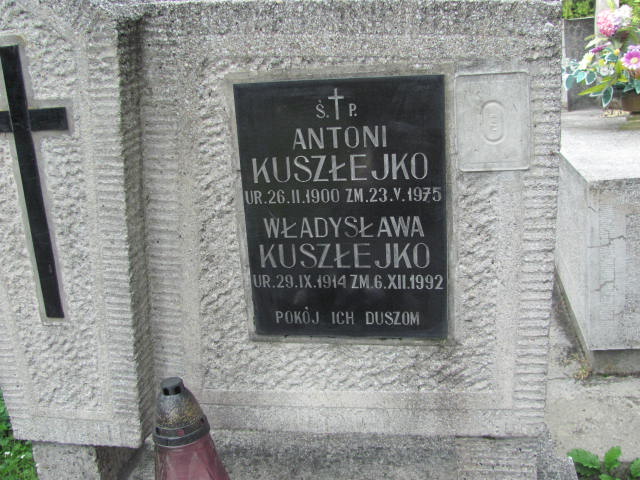 Ś. P.
ANTONI
KUSZŁEJKO
UR.26.II.1900 ZM.23.V.1975
WŁADYSŁAWA
KUSZŁEJKO
UR.29.IX.1914 ZM.6.XII.1992
POKÓJ ICH DUSZOM